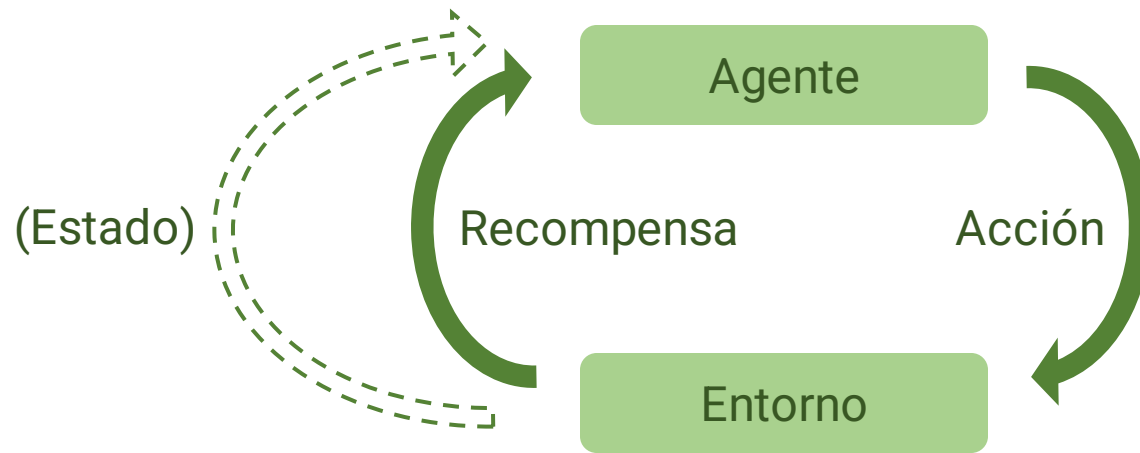 Agente
(Estado)
Recompensa
Acción
Entorno